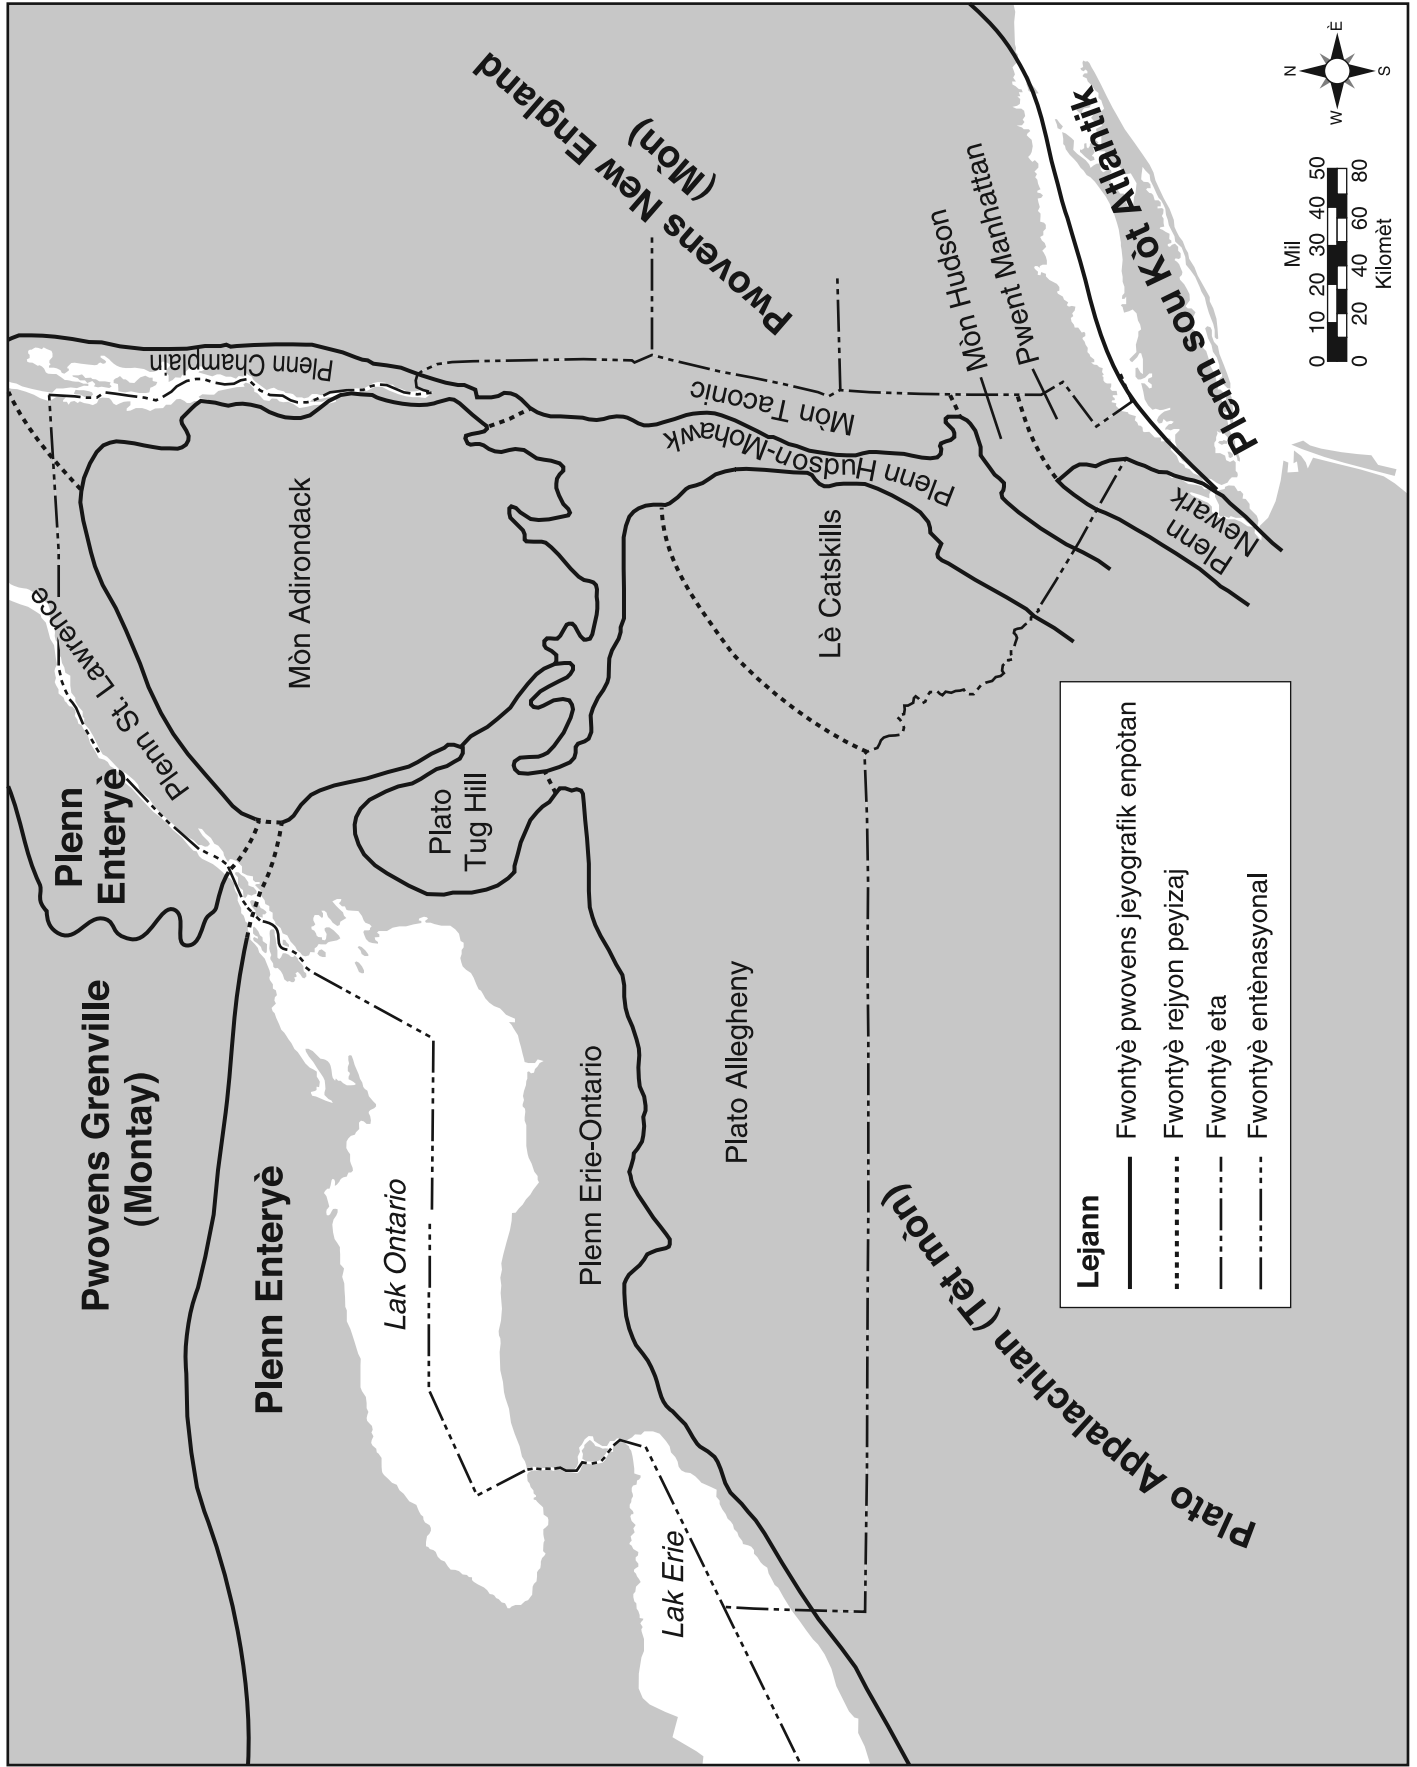 Pwovens Grenville
(Montay)
Plenn
Enteryè
Plenn St. Lawrence
Plenn Champlain
Mòn Adirondack
Pwovens New England
(Mòn)
Plenn Enteryè
Lak Ontario
Plato
Tug Hill
Plenn Erie-Ontario
Plenn Hudson-Mohawk
Mòn Taconic
Lak Erie
Plato Allegheny
Lè Catskills
Mòn Hudson
Pwent Manhattan
Plenn
Newark
Plenn sou Kòt Atlantik
Plato Appalachian (Tèt mòn)
Lejann
Fwontyè pwovens jeyografik enpòtan
Fwontyè rejyon peyizaj
Fwontyè eta
Fwontyè entènasyonal
Mil
0 10 20 30 40 50
0 20 40 60 80
Kilomèt
N
W
È
S